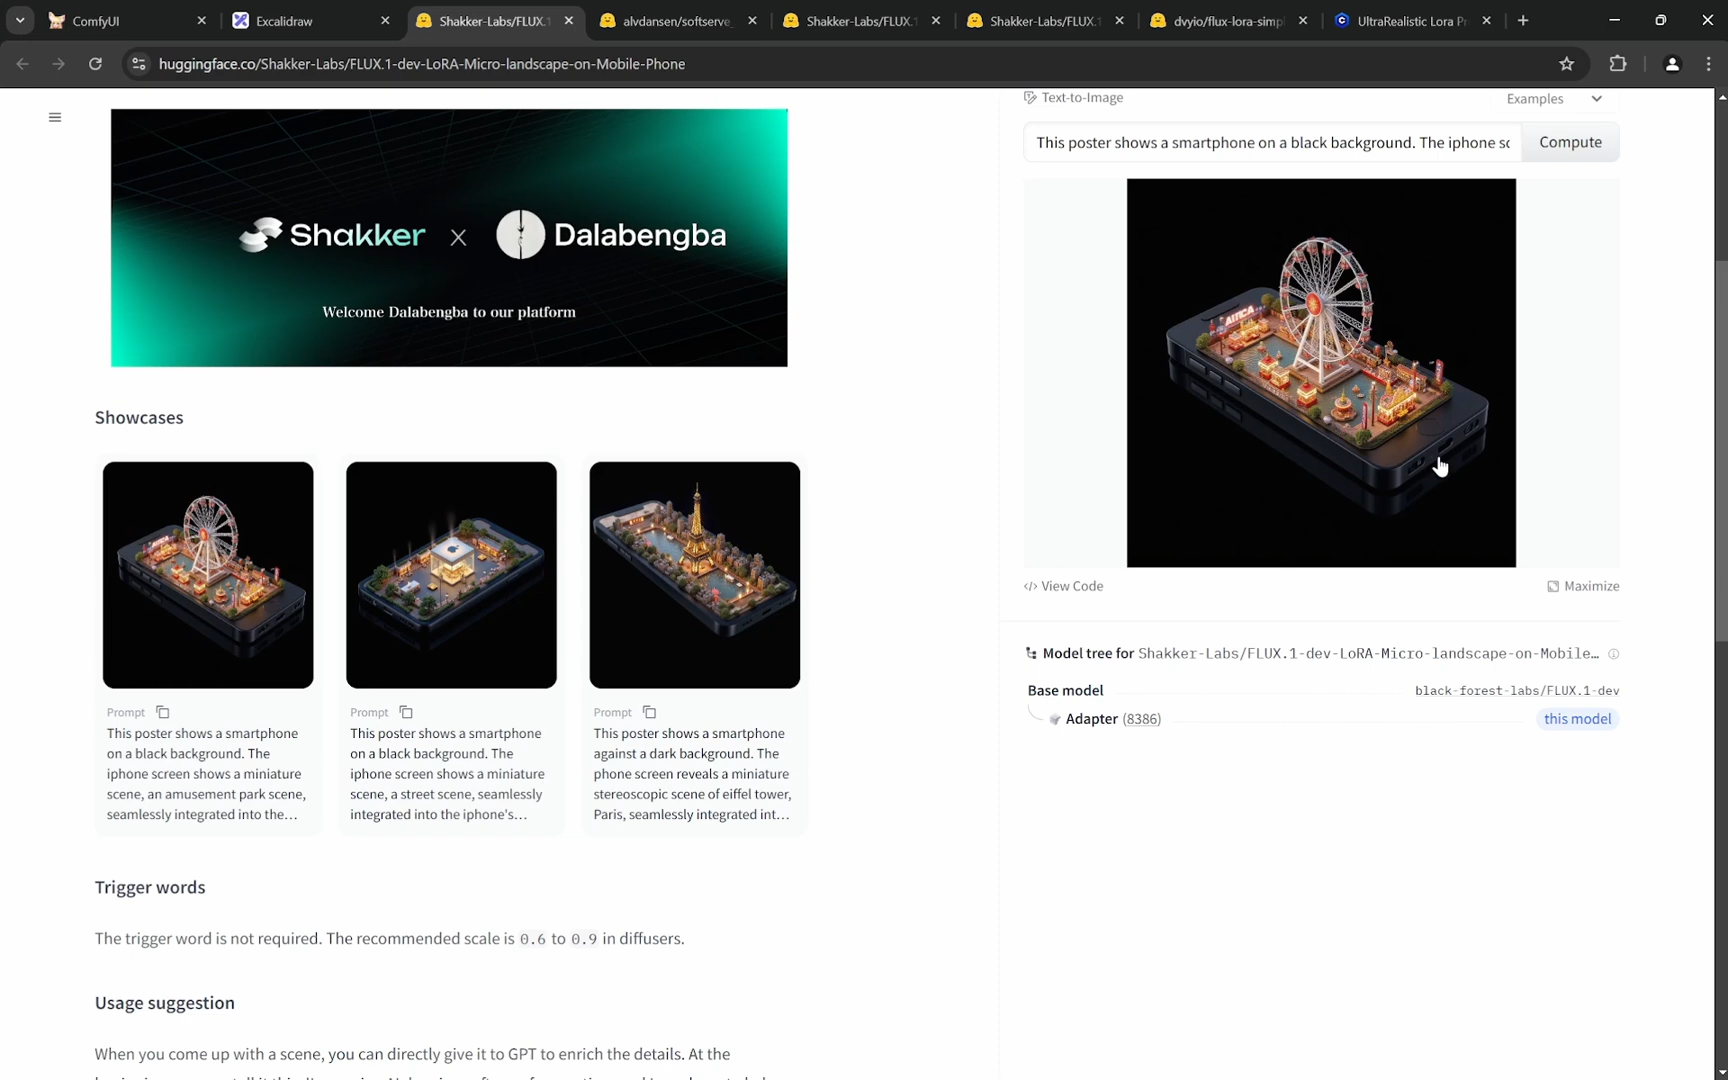 ComfyUI
Excalidraw
Shakker-Labs/FLUX.1
alvdansen/softserve_
Shakker-Labs/FLUX.1
Shakker-Labs/FLUX.1
dvyio/flux-lora-simpl
UltraRealistic Lora Pr
huggingface.co/Shakker-Labs/FLUX.1-dev-LoRA-Micro-landscape-on-Mobile-Phone
Shakker x Dalabengba
Welcome Dalabengba to our platform
Showcases
Prompt
This poster shows a smartphone
on a black background. The
iphone screen shows a miniature
scene, an amusement park scene,
seamlessly integrated into the...
Prompt
This poster shows a smartphone
on a black background. The
iphone screen shows a miniature
scene, a street scene, seamlessly
integrated into the iphone's...
Prompt
This poster shows a smartphone
against a dark background. The
phone screen reveals a miniature
stereoscopic scene of eiffel tower,
Paris, seamlessly integrated int...
Trigger words
The trigger word is not required. The recommended scale is 0.6 to 0.9 in diffusers.
Usage suggestion
When you come up with a scene, you can directly give it to GPT to enrich the details. At the
Text-to-Image
Examples
This poster shows a smartphone on a black background. The iphone sc
Compute
</> View Code
Maximize
Model tree for Shakker-Labs/FLUX.1-dev-LoRA-Micro-landscape-on-Mobile...
Base model
black-forest-labs/FLUX.1-dev
Adapter (8386)
this model